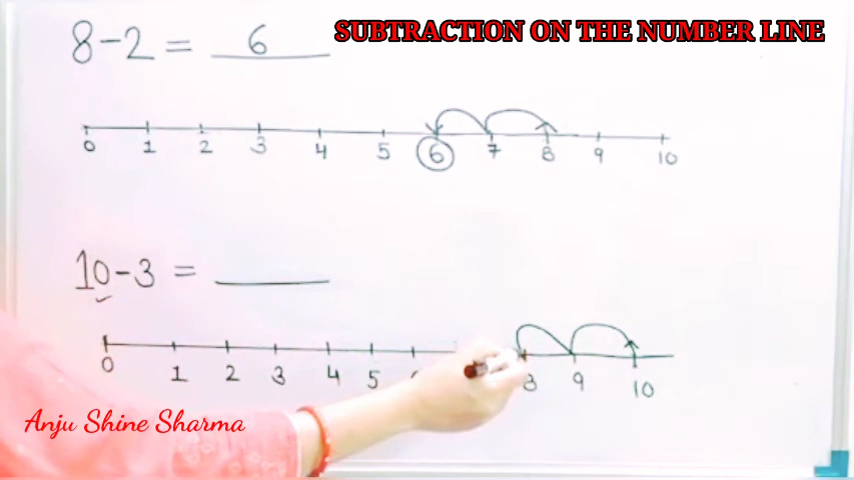 SUBTRACTION ON THE NUMBER LINE
8-2 = 6
0 1 2 3 4 5 6 7 8 9 10
10-3 =
0 1 2 3 4 5 8 9 10
Anju Shine Sharma